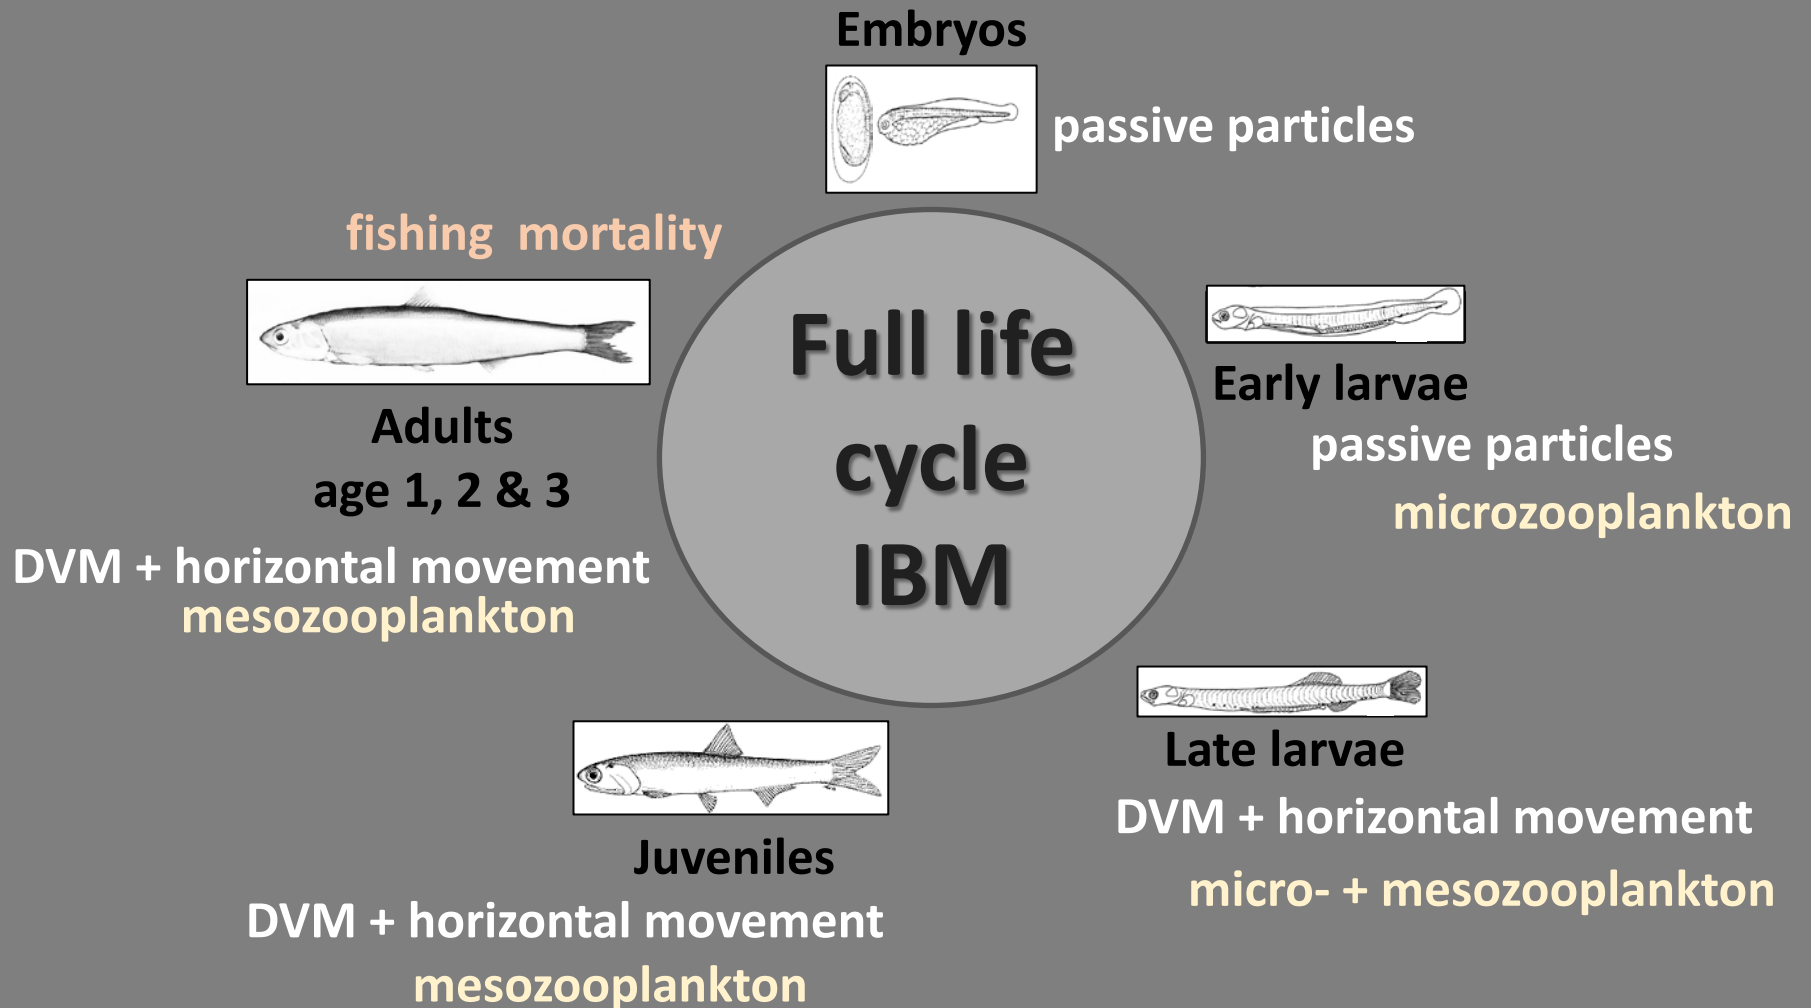 Embryos
passive particles
fishing mortality
Full life
cycle
IBM
Early larvae
passive particles
microzooplankton
Adults
age 1, 2 & 3
DVM + horizontal movement
mesozooplankton
Late larvae
DVM + horizontal movement
micro- + mesozooplankton
Juveniles
DVM + horizontal movement
mesozooplankton